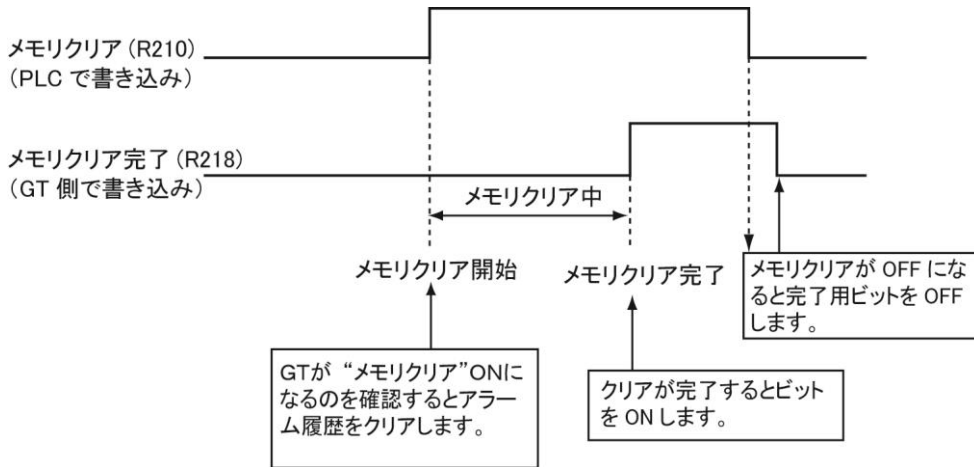 メモリクリア(R210)
(PLC で書き込み)
メモリクリア完了(R218)
(GT 側で書き込み)
メモリクリア中
メモリクリア開始
メモリクリア完了
メモリクリアが OFF にな
ると完了用ビットを OFF
します。
GTが “メモリクリア”ONに
なるのを確認するとアラー
ム履歴をクリアします。
クリアが完了するとビット
を ON します。